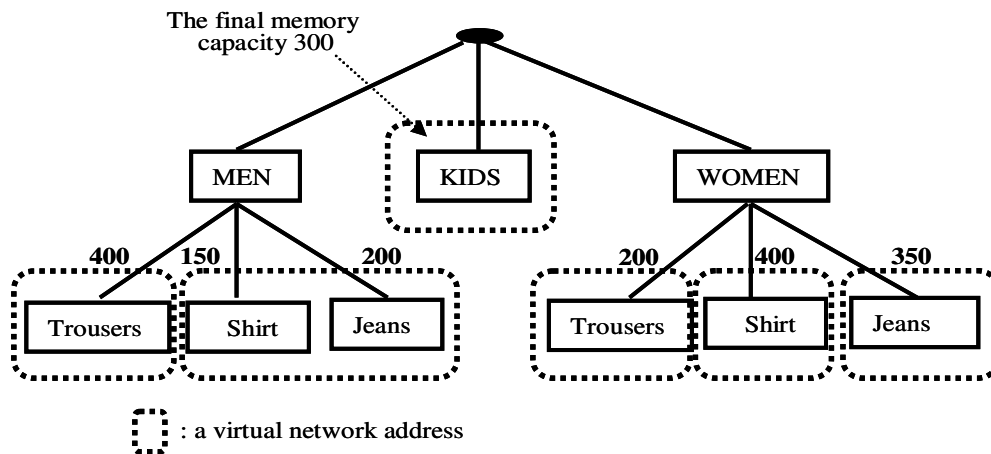 The final memory
capacity 300
MEN
KIDS
WOMEN
400 150 200 200 400 350
Trousers Shirt Jeans Trousers Shirt Jeans
: a virtual network address